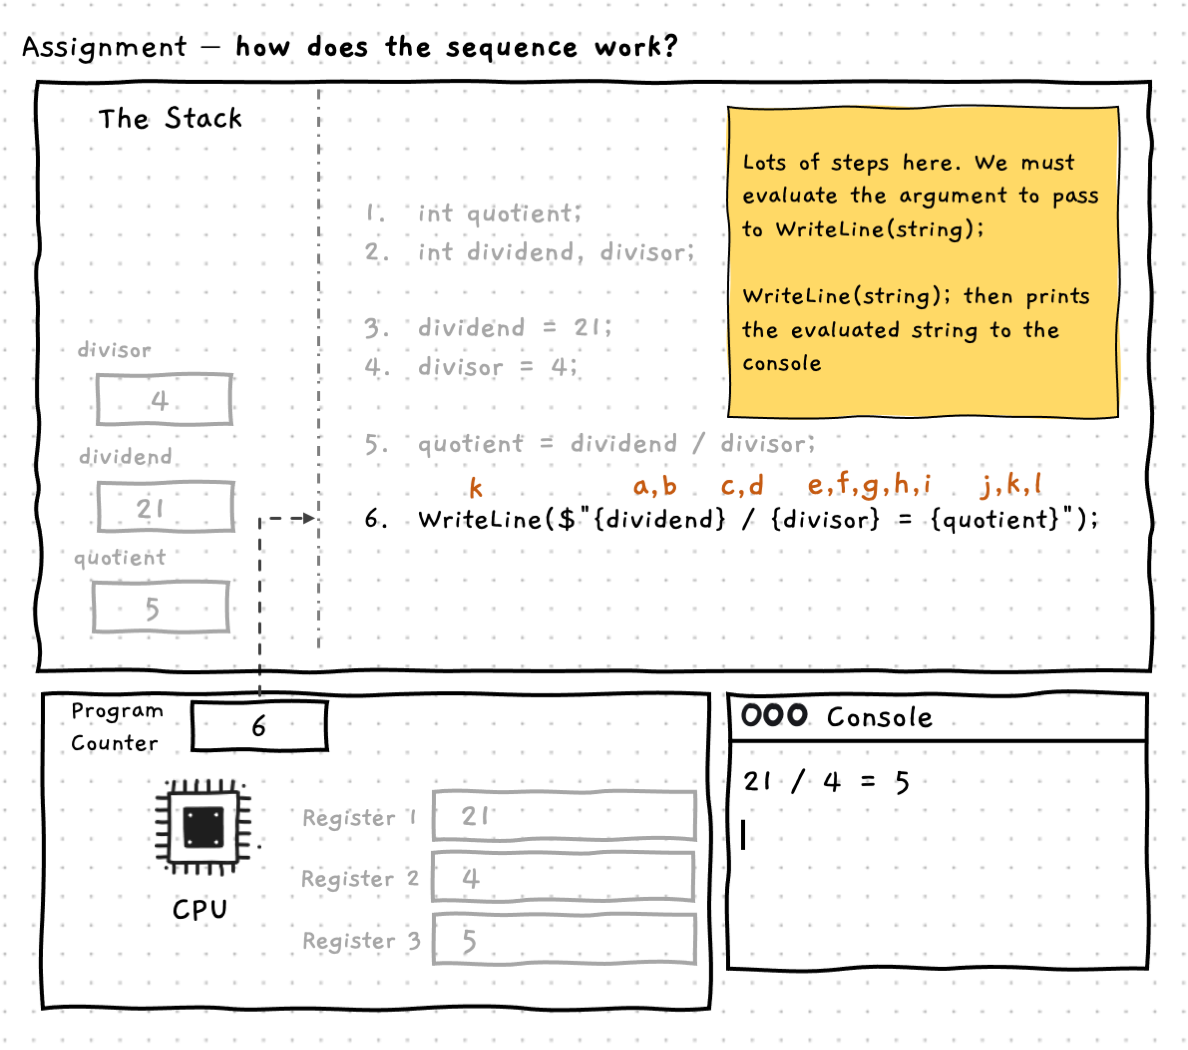 Assignment — how does the sequence work?
The Stack
Lots of steps here. We must
evaluate the argument to pass
to WriteLine(string);
WriteLine(string); then prints
the evaluated string to the
console
1. int quotient;
2. int dividend, divisor;
3. dividend = 21;
4. divisor = 4;
5. quotient = dividend / divisor;
k a,b c,d e,f,g,h,i j,k,l
6. WriteLine($"{dividend} / {divisor} = {quotient}");
divisor
4
dividend
21
quotient
5
Program
Counter
6
CPU
Register 1
21
Register 2
4
Register 3
5
Console
21 / 4 = 5